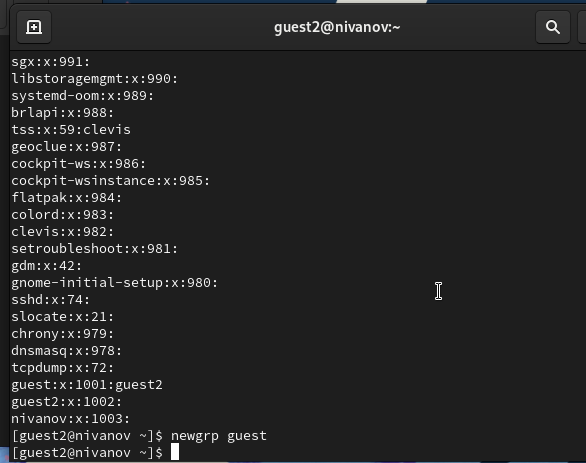 guest2@nivanov:~
sgx:x:991:
libstoragemgmt:x:990:
systemd-oom:x:989:
brlapi:x:988:
tss:x:59:clevis
geoclue:x:987:
cockpit-ws:x:986:
cockpit-wsinstance:x:985:
flatpak:x:984:
colord:x:983:
clevis:x:982:
setroubleshoot:x:981:
gdm:x:42:
gnome-initial-setup:x:980:
sshd:x:74:
slocate:x:21:
chrony:x:979:
dnsmasq:x:978:
tcpdump:x:72:
guest:x:1001:guest2
guest2:x:1002:
nivanov:x:1003:
[guest2@nivanov ~]$ newgrp guest
[guest2@nivanov ~]$